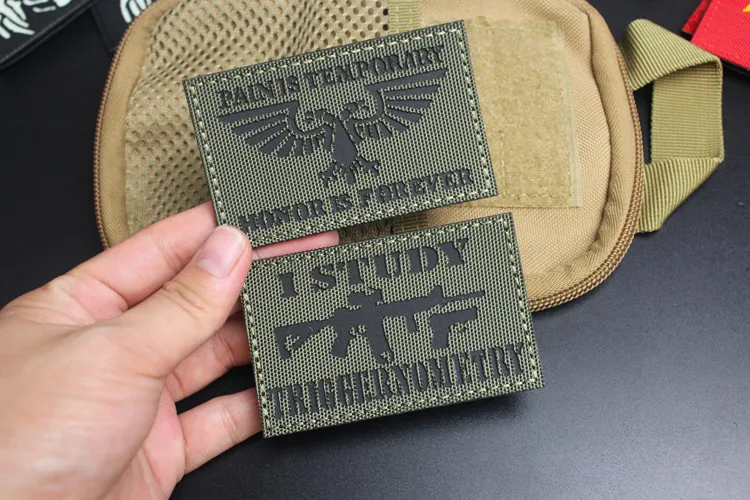 PAIN IS TEMPORARY
HONOR IS FOREVER
I STUDY
TRIGGERNOMETRY